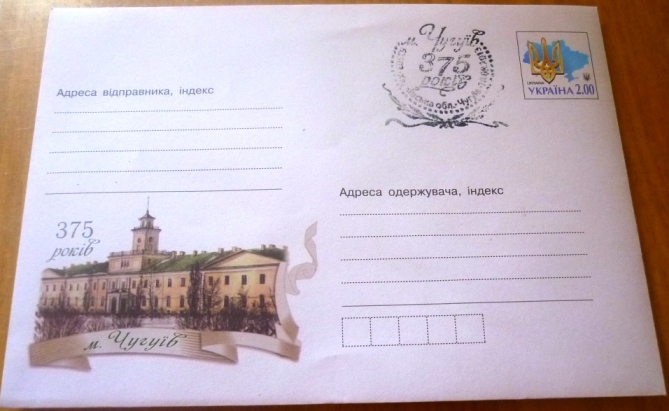 м. Чугуїв
375
років
УКРАЇНА 2.00
Адреса відправника, індекс
Адреса одержувача, індекс
375
років
м. Чугуїв